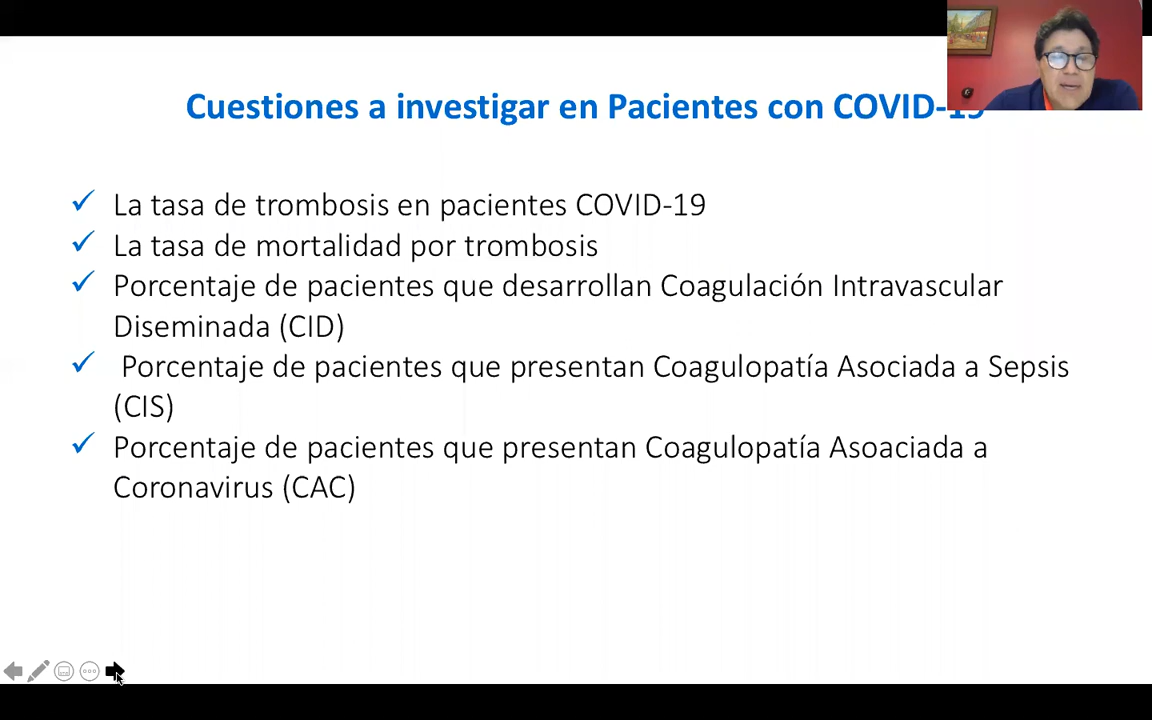 Cuestiones a investigar en Pacientes con COVID-19
La tasa de trombosis en pacientes COVID-19
La tasa de mortalidad por trombosis
Porcentaje de pacientes que desarrollan Coagulación Intravascular
Diseminada (CID)
Porcentaje de pacientes que presentan Coagulopatía Asociada a Sepsis
(CIS)
Porcentaje de pacientes que presentan Coagulopatía Asoaciada a
Coronavirus (CAC)